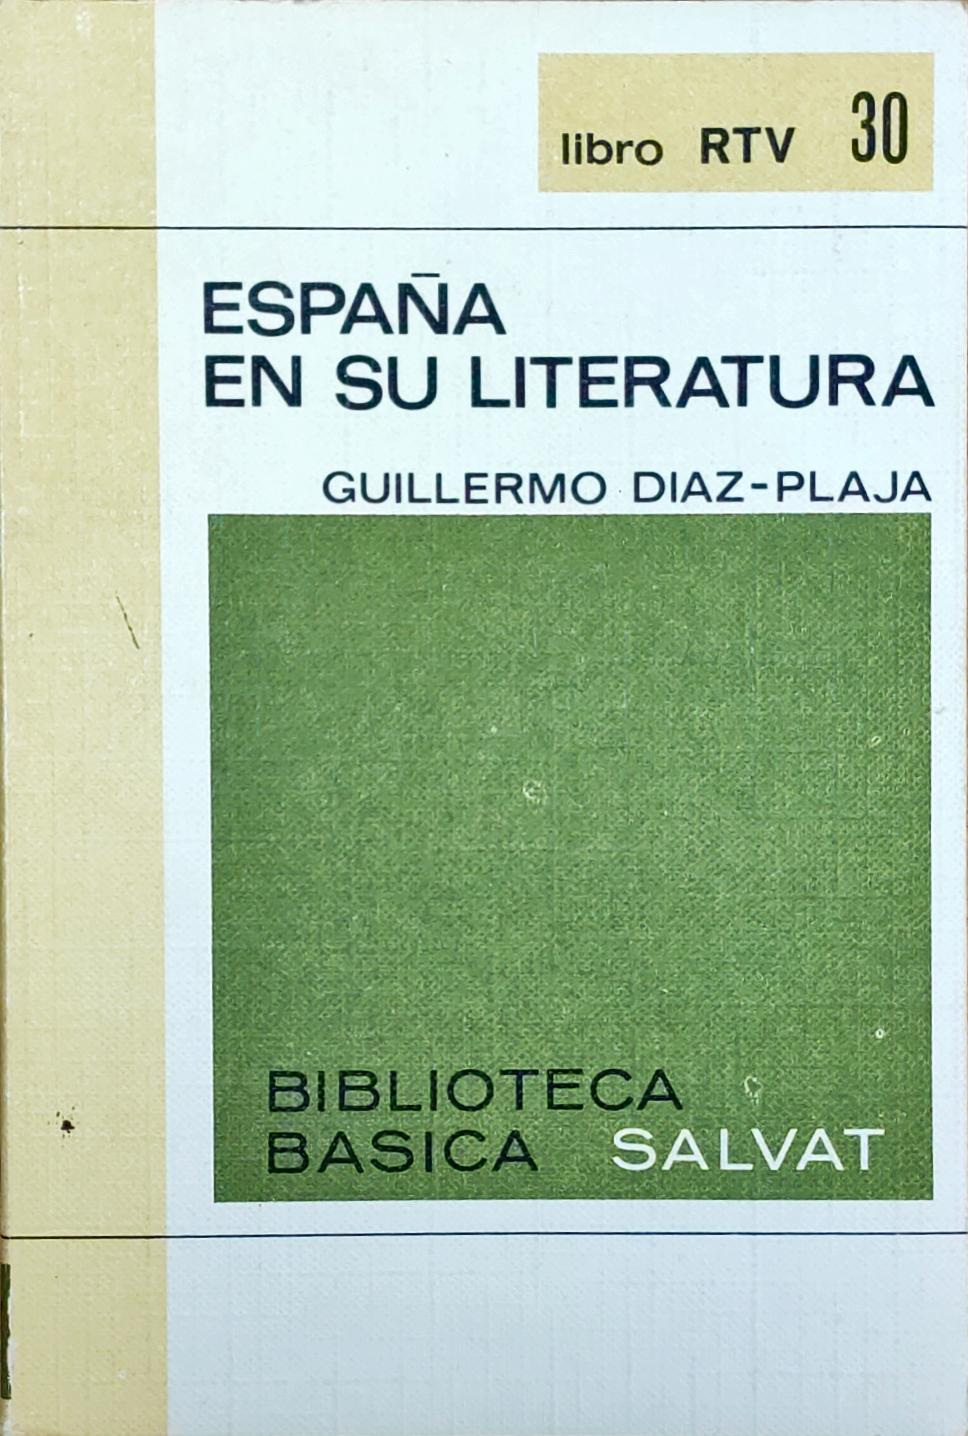 libro RTV 30
ESPAÑA
EN SU LITERATURA
GUILLERMO DIAZ-PLAJA
BIBLIOTECA
BASICA SALVAT